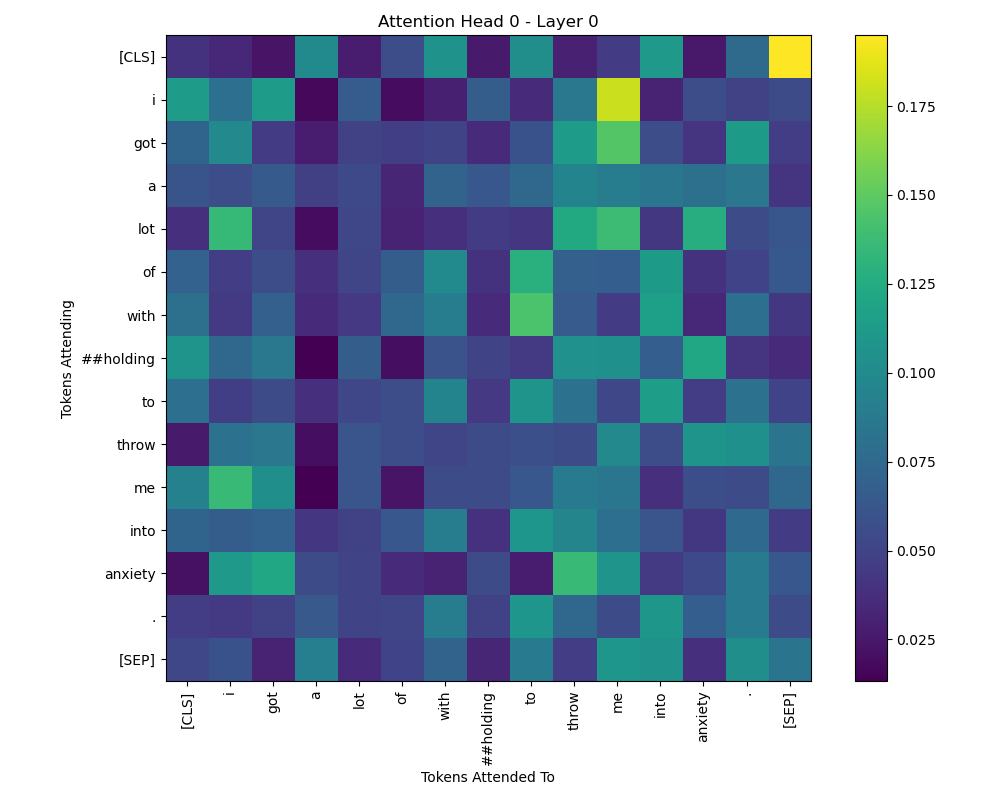 Attention Head 0 - Layer 0
Tokens Attending
[CLS]
i
got
a
lot
of
with
##holding
to
throw
me
into
anxiety
.
[SEP]
[CLS]
i
got
a
lot
of
with
##holding
to
throw
me
into
anxiety
.
[SEP]
Tokens Attended To
0.175
0.150
0.125
0.100
0.075
0.050
0.025